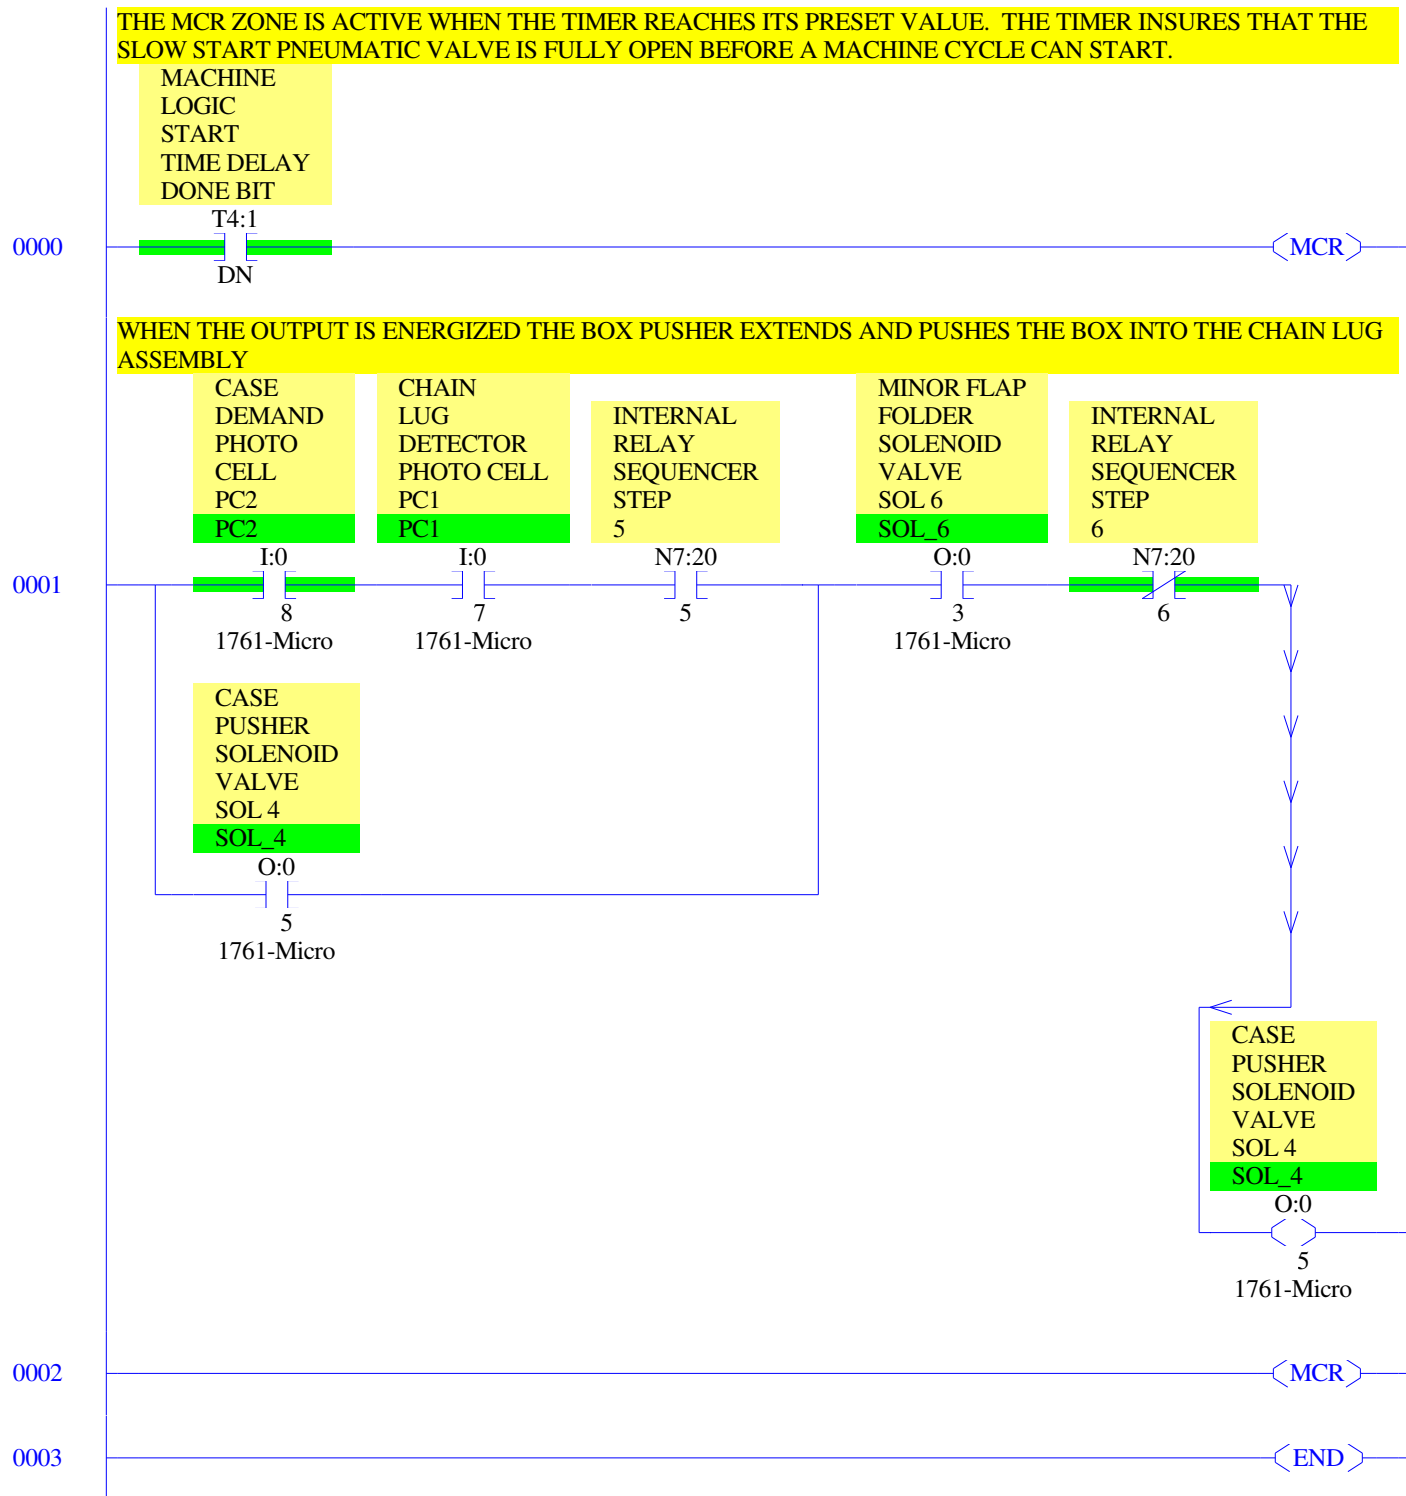 THE MCR ZONE IS ACTIVE WHEN THE TIMER REACHES ITS PRESET VALUE.  THE TIMER INSURES THAT THE
SLOW START PNEUMATIC VALVE IS FULLY OPEN BEFORE A MACHINE CYCLE CAN START.
MACHINE
LOGIC
START
TIME DELAY
DONE BIT
T4:1
0000
MCR
DN
WHEN THE OUTPUT IS ENERGIZED THE BOX PUSHER EXTENDS AND PUSHES THE BOX INTO THE CHAIN LUG
ASSEMBLY
CASE
DEMAND
PHOTO
CELL
PC2
PC2
I:0
8
1761-Micro
CHAIN
LUG
DETECTOR
PHOTO CELL
PC1
PC1
I:0
7
1761-Micro
INTERNAL
RELAY
SEQUENCER
STEP
5
N7:20
5
MINOR FLAP
FOLDER
SOLENOID
VALVE
SOL 6
SOL_6
O:0
3
1761-Micro
INTERNAL
RELAY
SEQUENCER
STEP
6
N7:20
6
0001
CASE
PUSHER
SOLENOID
VALVE
SOL 4
SOL_4
O:0
5
1761-Micro
CASE
PUSHER
SOLENOID
VALVE
SOL 4
SOL_4
O:0
5
1761-Micro
0002
MCR
0003
END